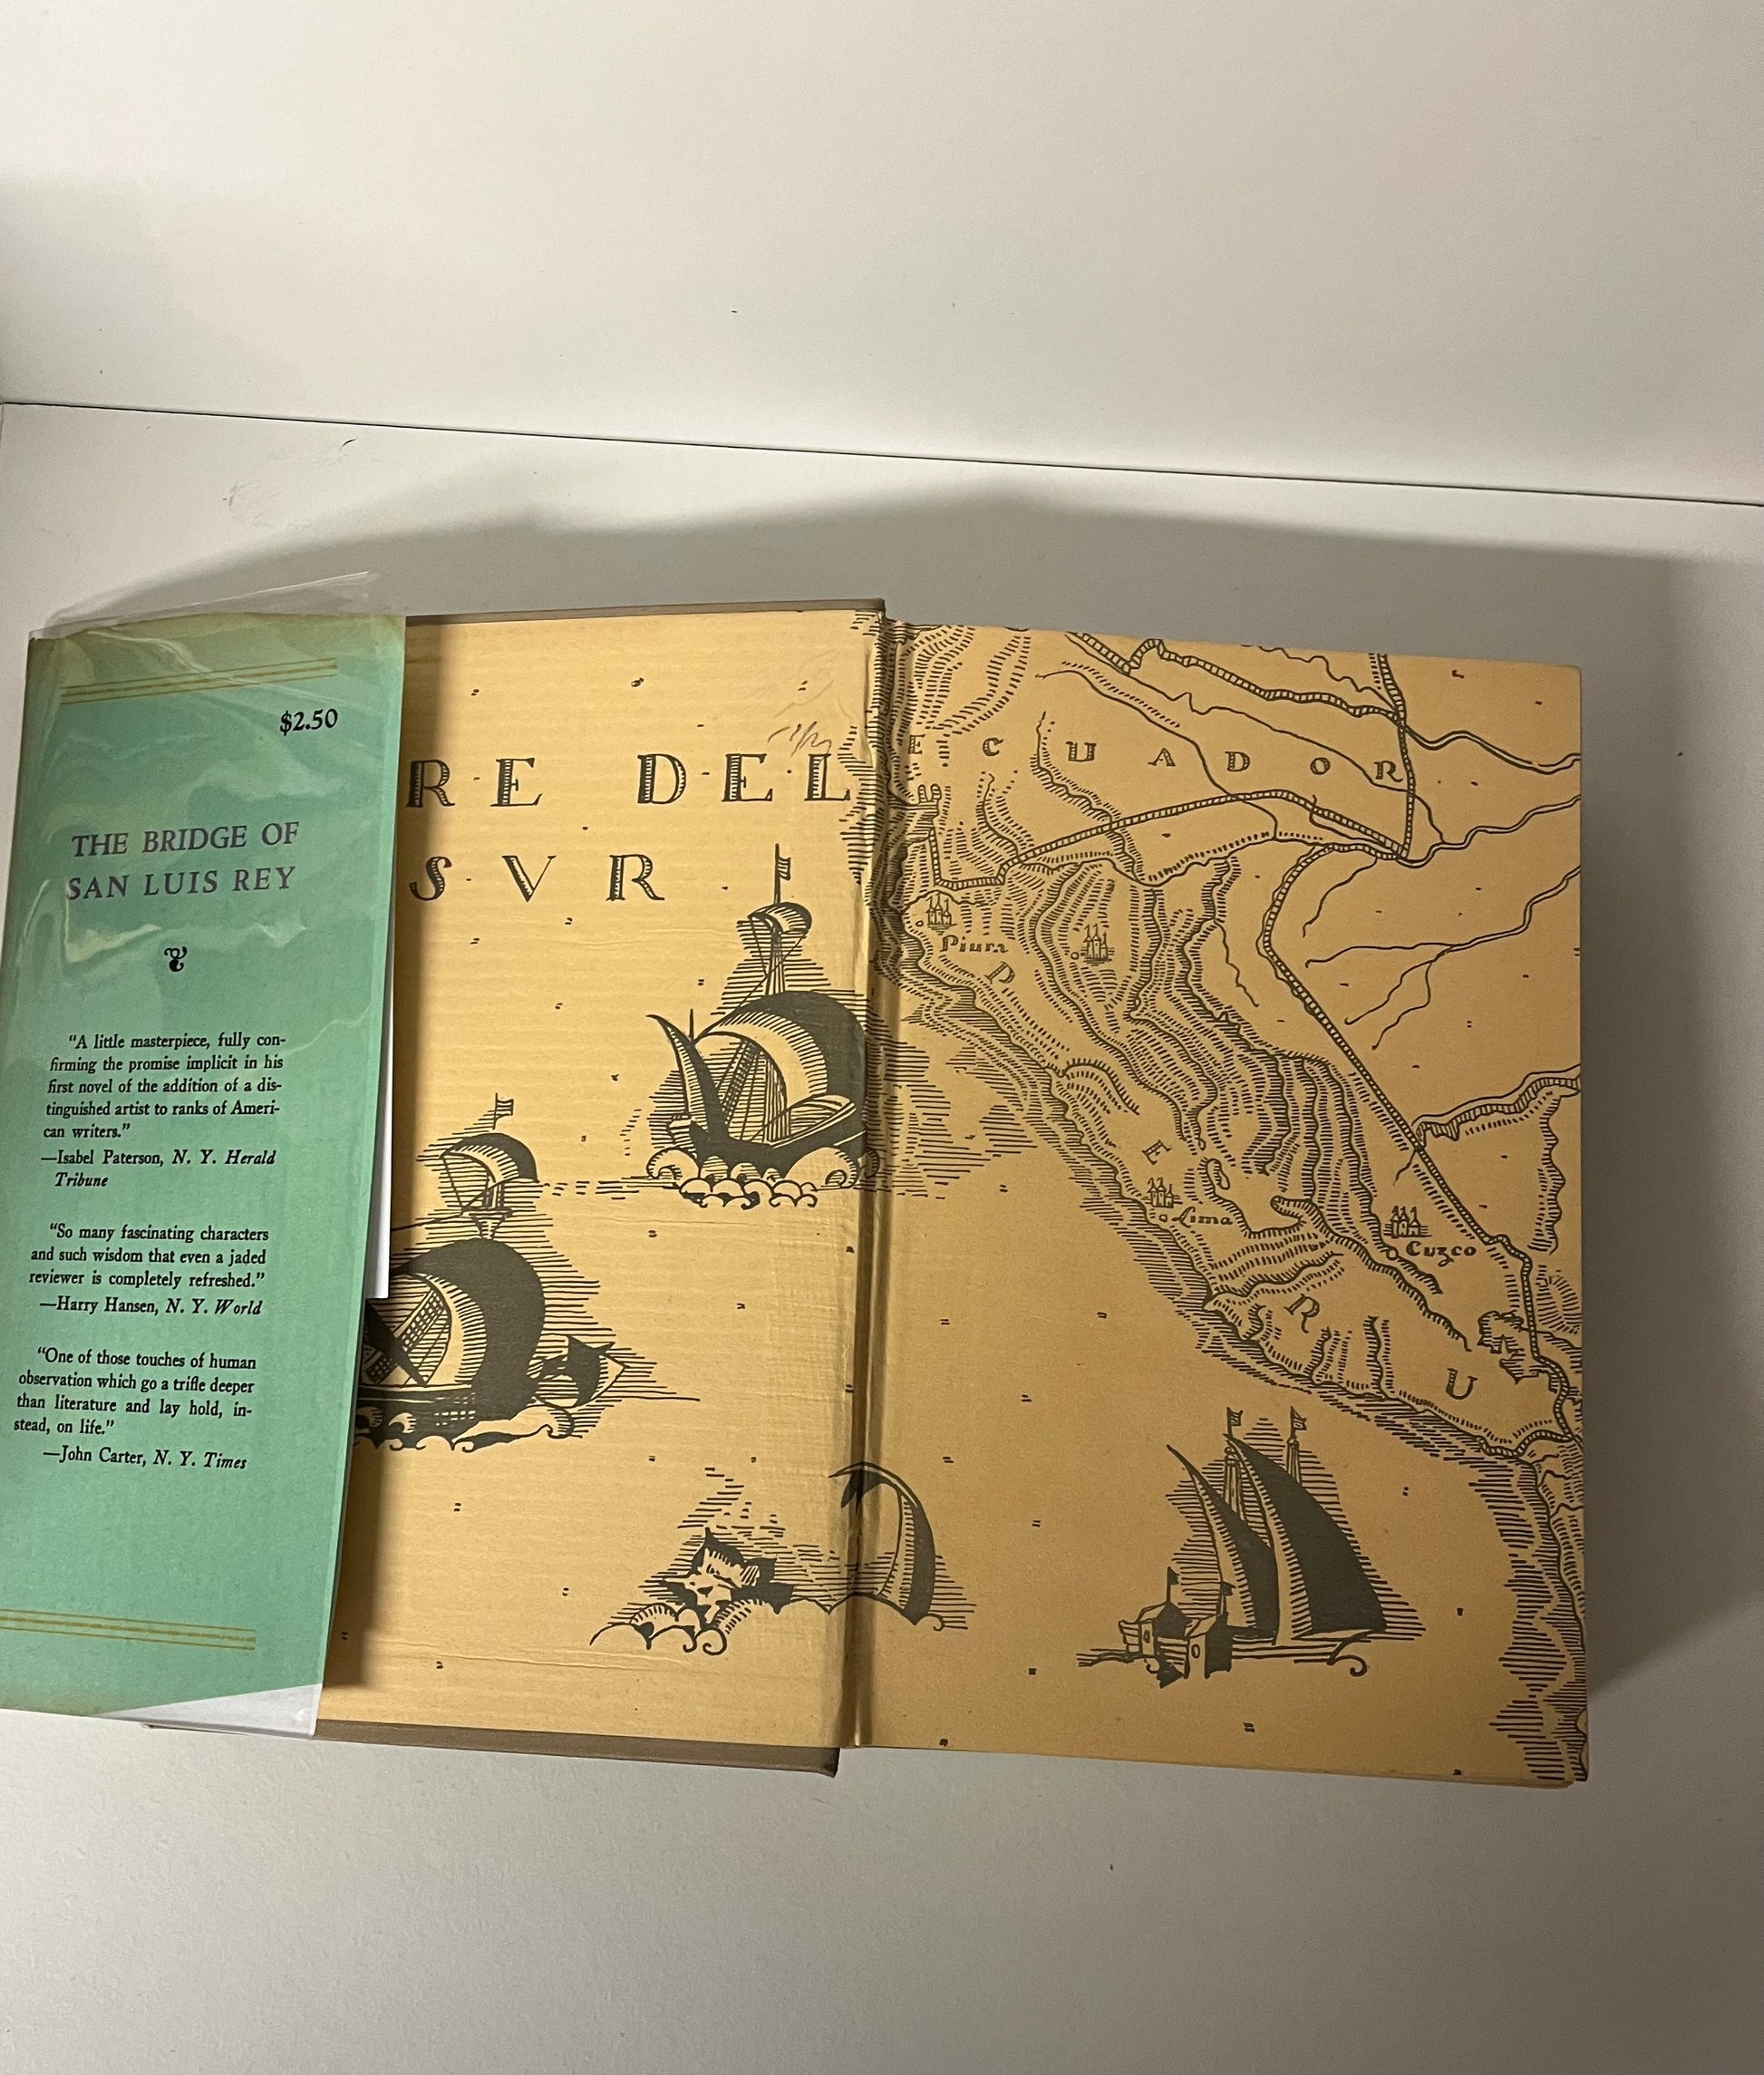 $2.50
THE BRIDGE OF
SAN LUIS REY
"A little masterpiece, fully con-
firming the promise implicit in his
first novel of the addition of a dis-
tinguished artist to ranks of Ameri-
can writers."
—Isabel Paterson, N. Y. Herald
Tribune
"So many fascinating characters
and such wisdom that even a jaded
reviewer is completely refreshed."
—Harry Hansen, N. Y. World
"One of those touches of human
observation which go a trifle deeper
than literature and lay hold, in-
stead, on life."
—John Carter, N. Y. Times
R·E D·E·L
S·V·R
ECUADOR
Piura
PERU
Lima
Cuzco